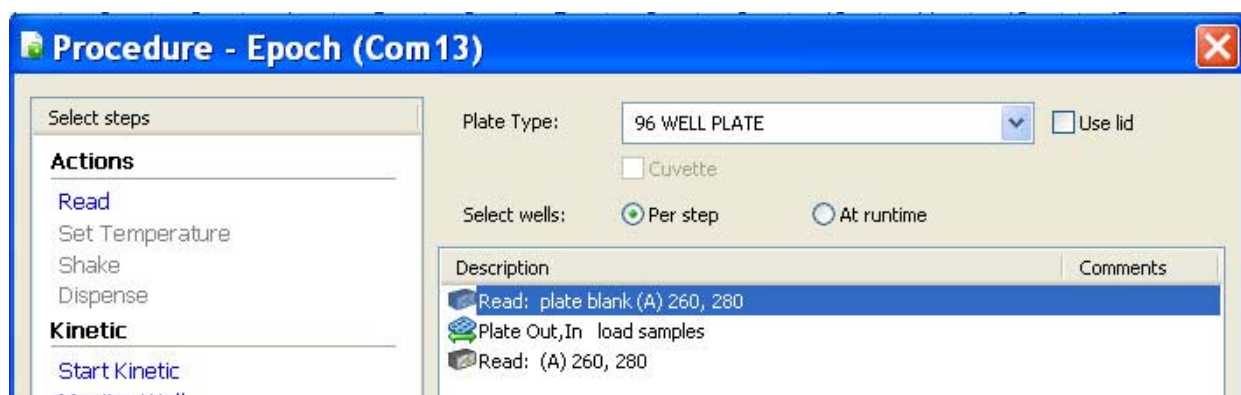 Procedure - Epoch (Com13)
Select steps
Actions
Read
Set Temperature
Shake
Dispense
Kinetic
Start Kinetic
Plate Type: 96 WELL PLATE Use lid
Cuvette
Select wells: Per step At runtime
Description Comments
Read: plate blank (A) 260, 280
Plate Out,In load samples
Read: (A) 260, 280